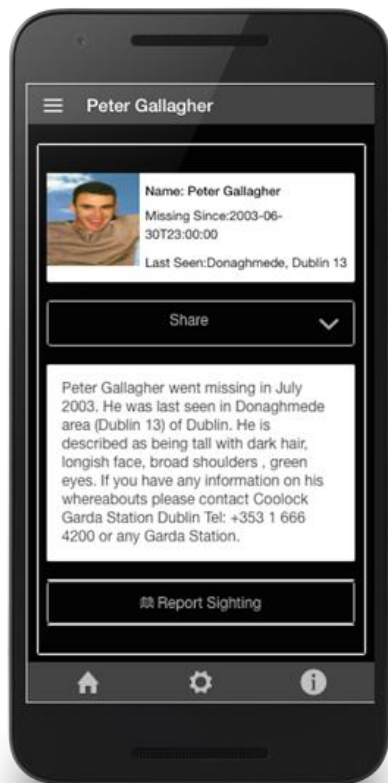 Peter Gallagher
Name: Peter Gallagher
Missing Since:2003-06-
30T23:00:00
Last Seen:Donaghmede, Dublin 13
Share
Peter Gallagher went missing in July
2003. He was last seen in Donaghmede
area (Dublin 13) of Dublin. He is
described as being tall with dark hair,
longish face, broad shoulders , green
eyes. If you have any information on his
whereabouts please contact Coolock
Garda Station Dublin Tel: +353 1 666
4200 or any Garda Station.
Report Sighting